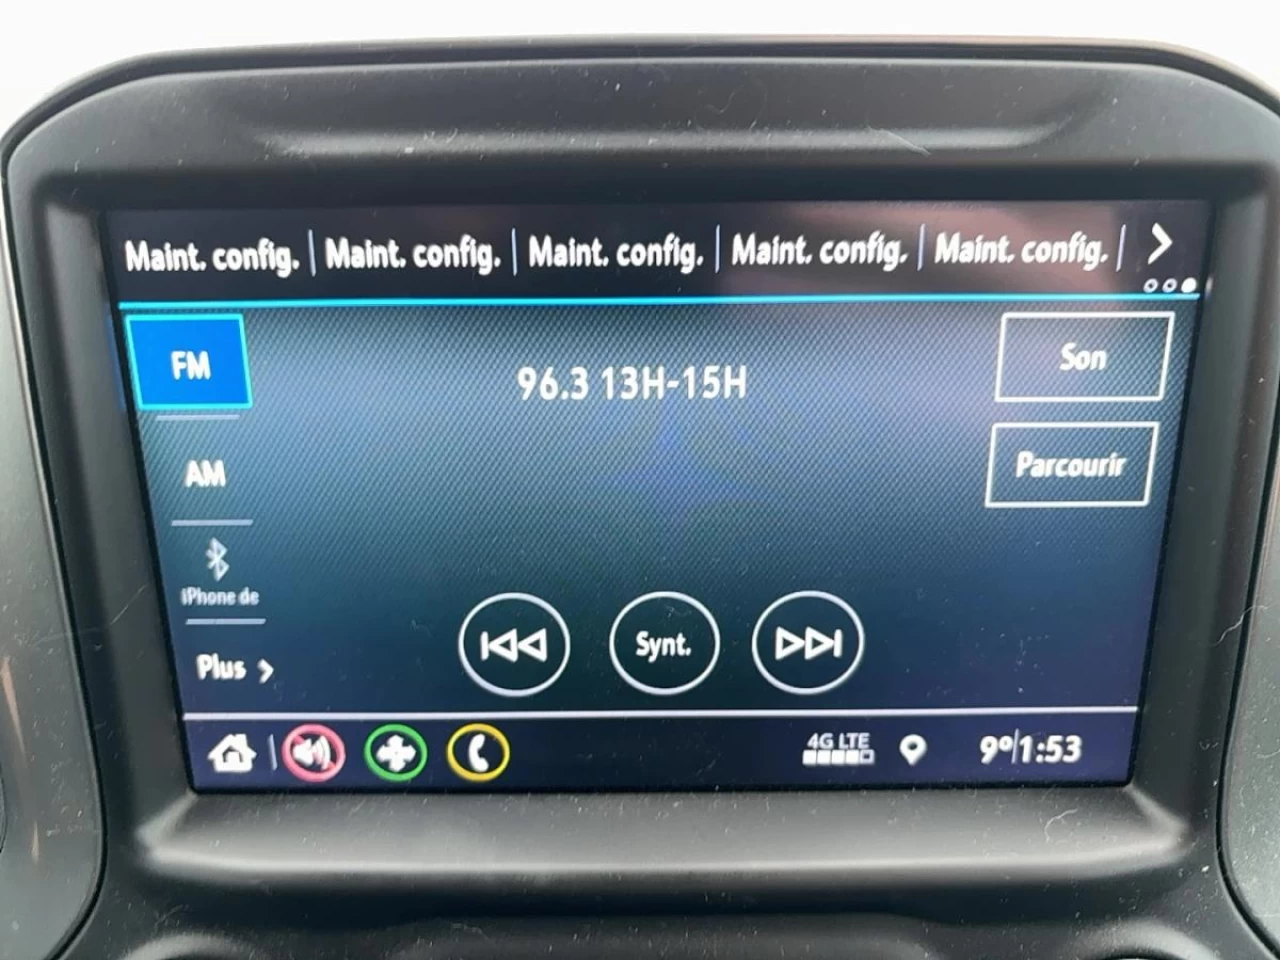 Maint. config. Maint. config. Maint. config. Maint. config. Maint. config.
FM
96.3 13H-15H
Son
AM
Parcourir
iPhone de
Plus
Synt.
4G LTE
9° 1:53